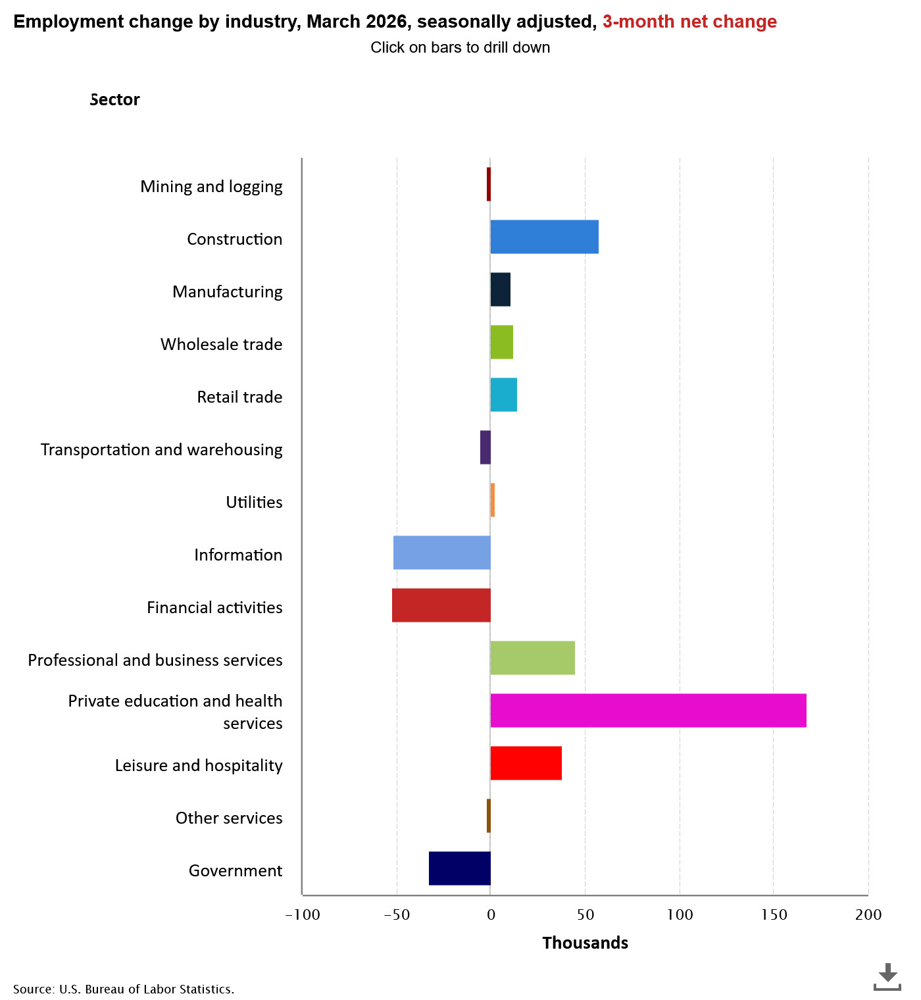 Employment change by industry, March 2026, seasonally adjusted, 3-month net change
Click on bars to drill down
Sector
Mining and logging
Construction
Manufacturing
Wholesale trade
Retail trade
Transportation and warehousing
Utilities
Information
Financial activities
Professional and business services
Private education and health
services
Leisure and hospitality
Other services
Government
-100 -50 0 50 100 150 200
Thousands
Source: U.S. Bureau of Labor Statistics.